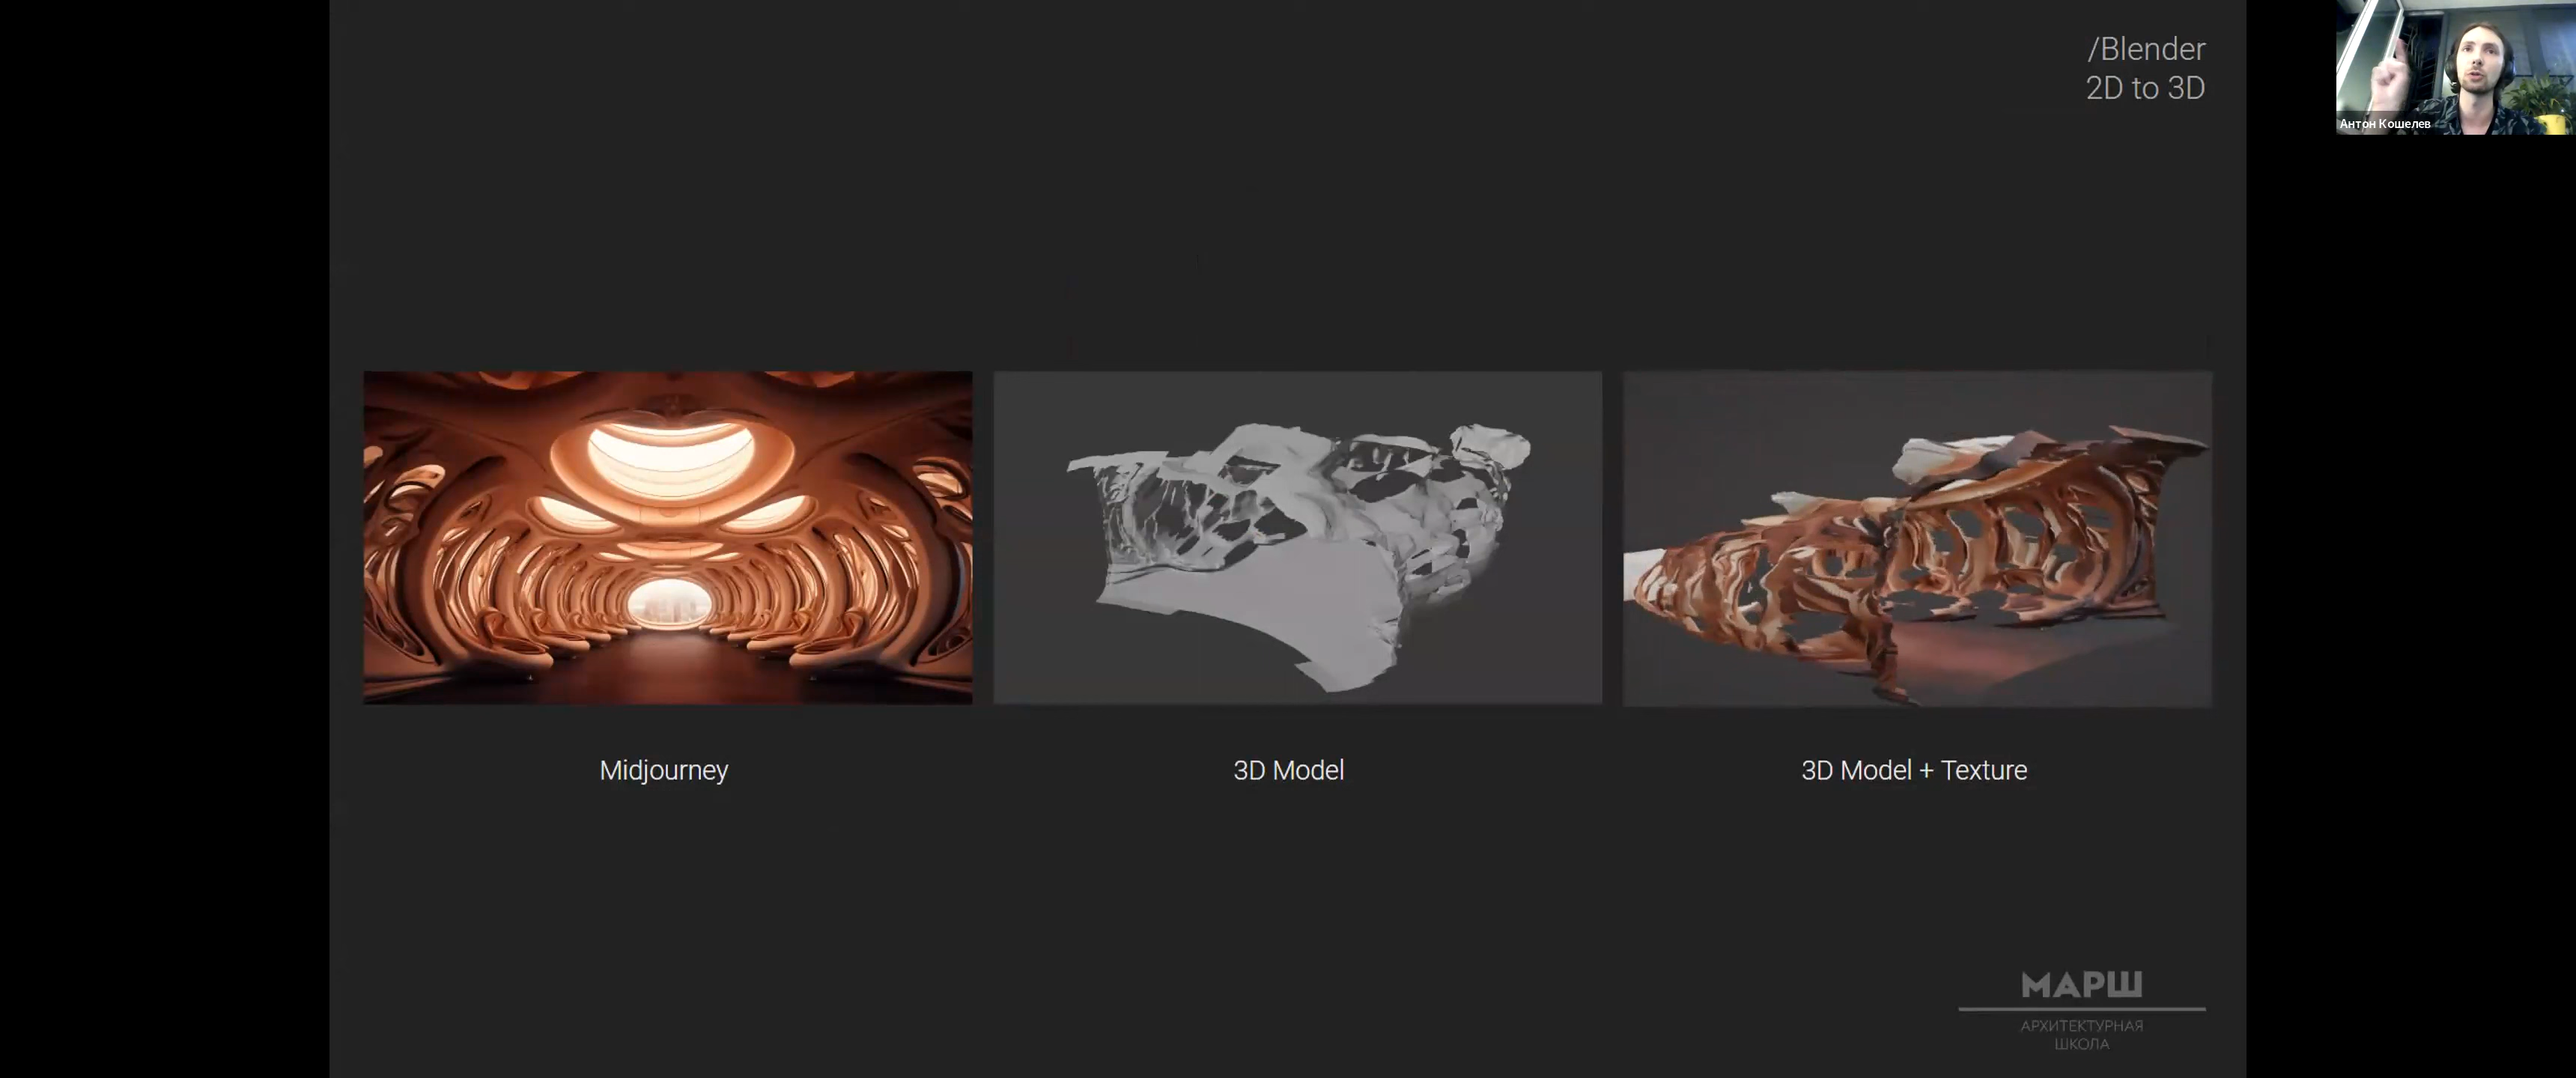 /Blender
2D to 3D
Антон Кошелев
Midjourney
3D Model
3D Model + Texture
МАРШ
АРХИТЕКТУРНАЯ
ШКОЛА